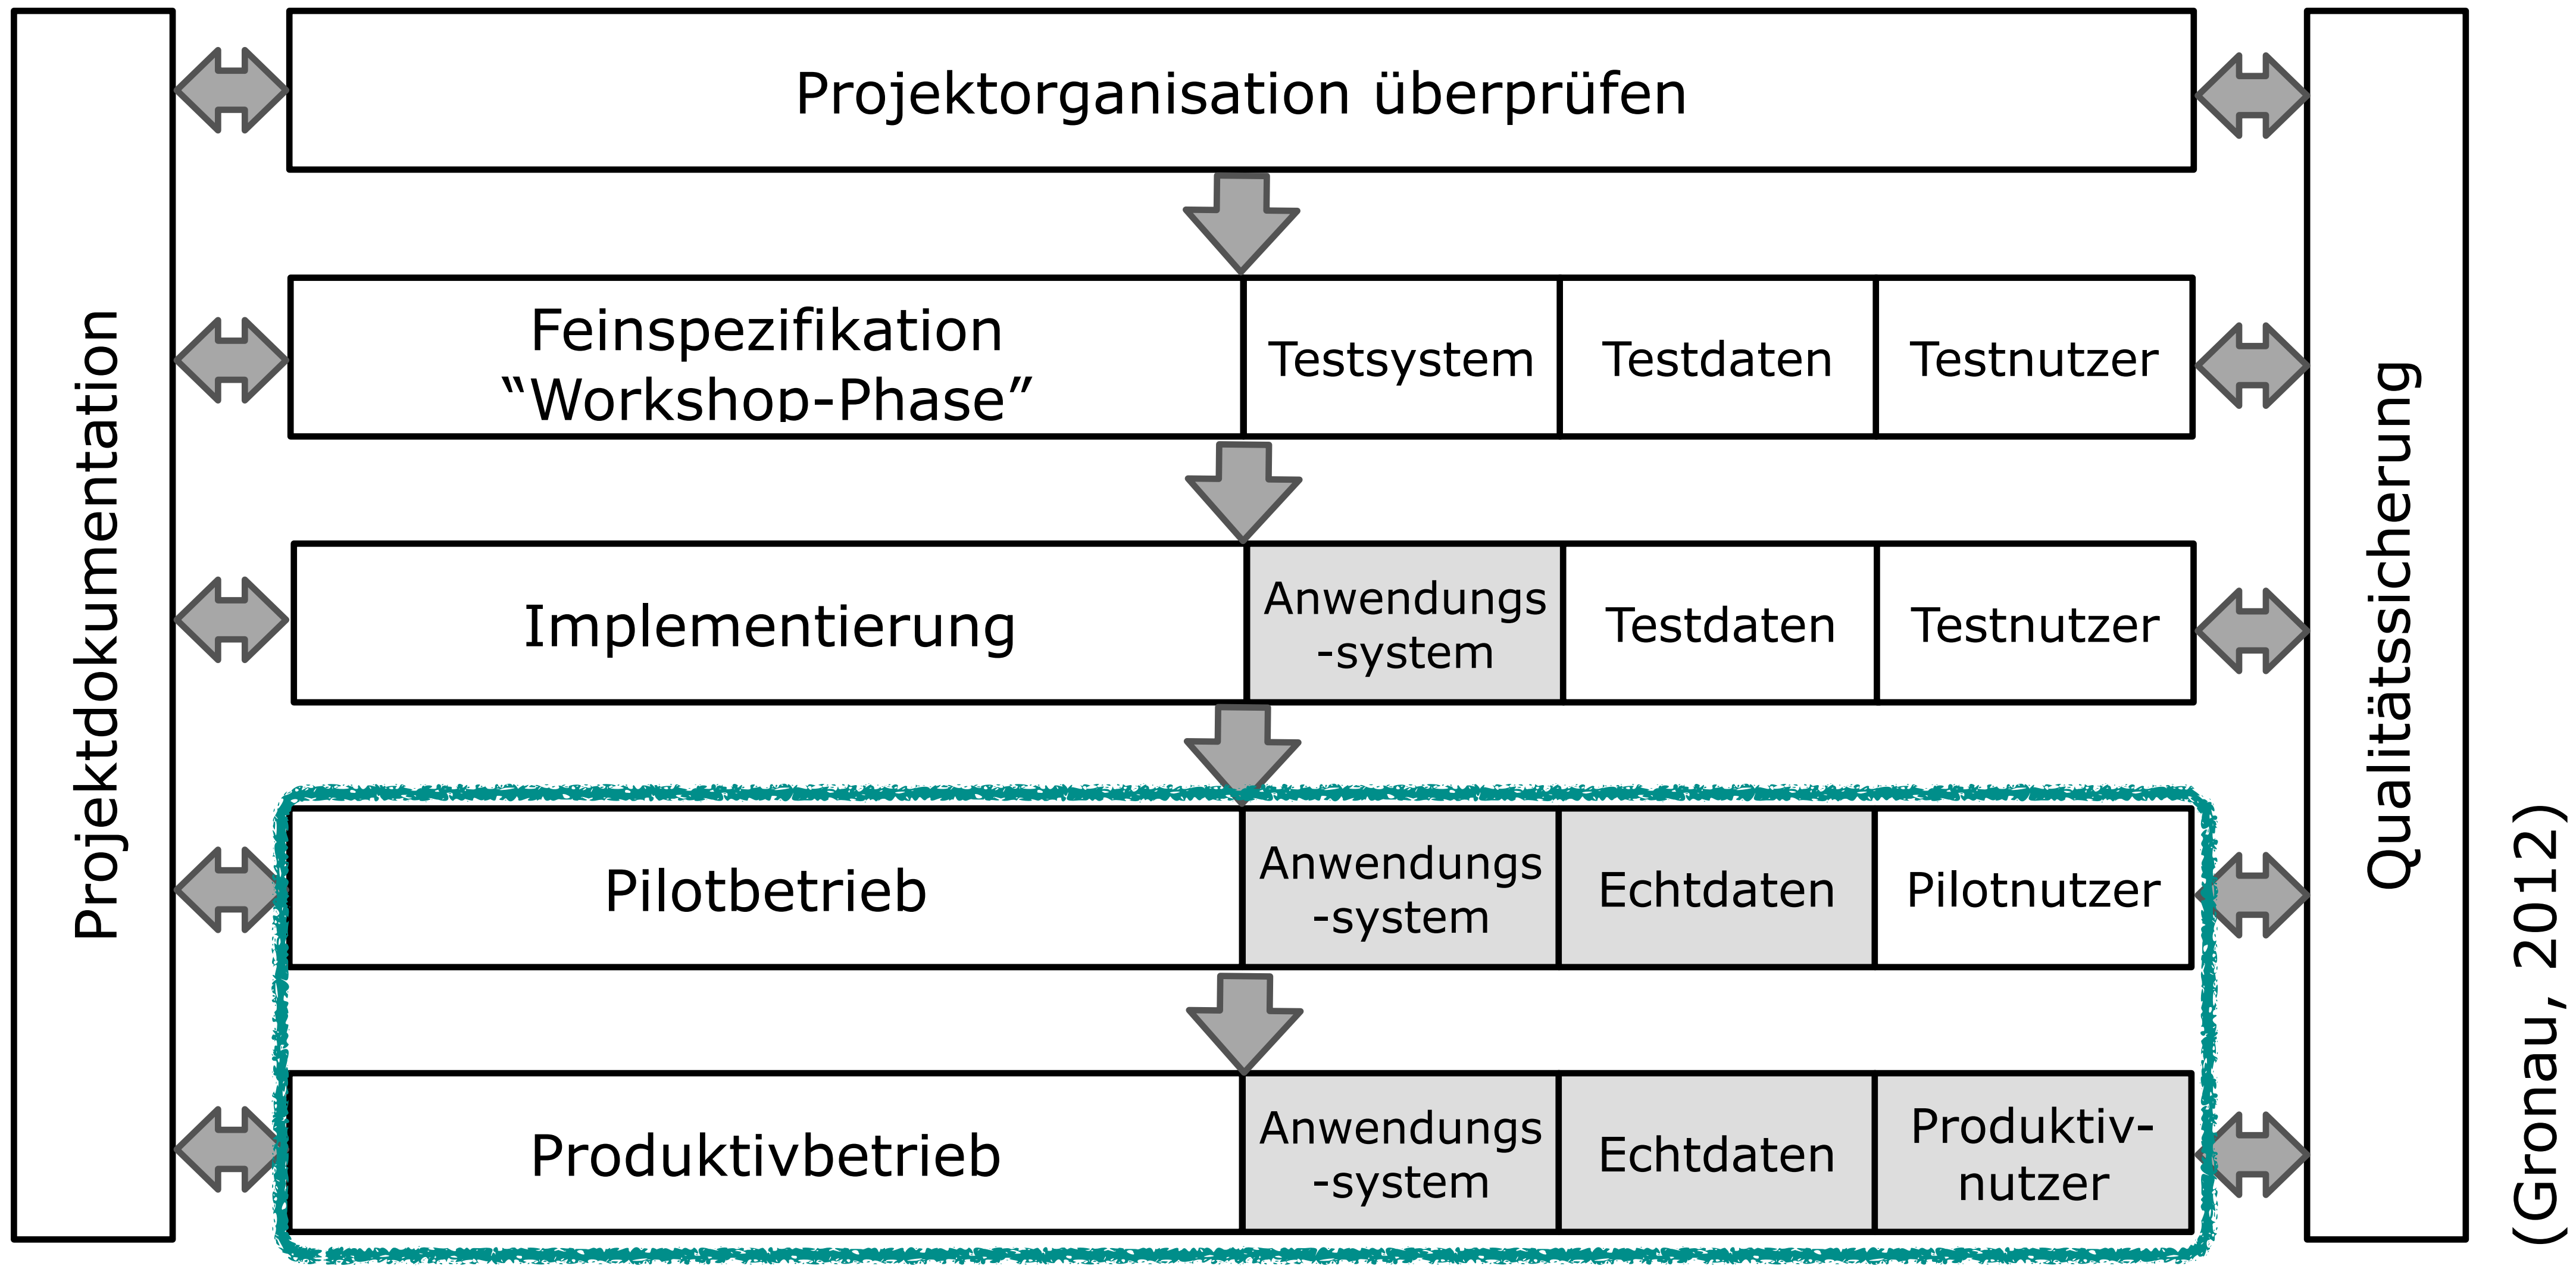 Projektdokumentation
Projektorganisation überprüfen
Feinspezifikation
“Workshop-Phase”
Testsystem
Testdaten
Testnutzer
Implementierung
Anwendungs
-system
Testdaten
Testnutzer
Pilotbetrieb
Anwendungs
-system
Echtdaten
Pilotnutzer
Produktivbetrieb
Anwendungs
-system
Echtdaten
Produktiv-
nutzer
Qualitätssicherung
(Gronau, 2012)